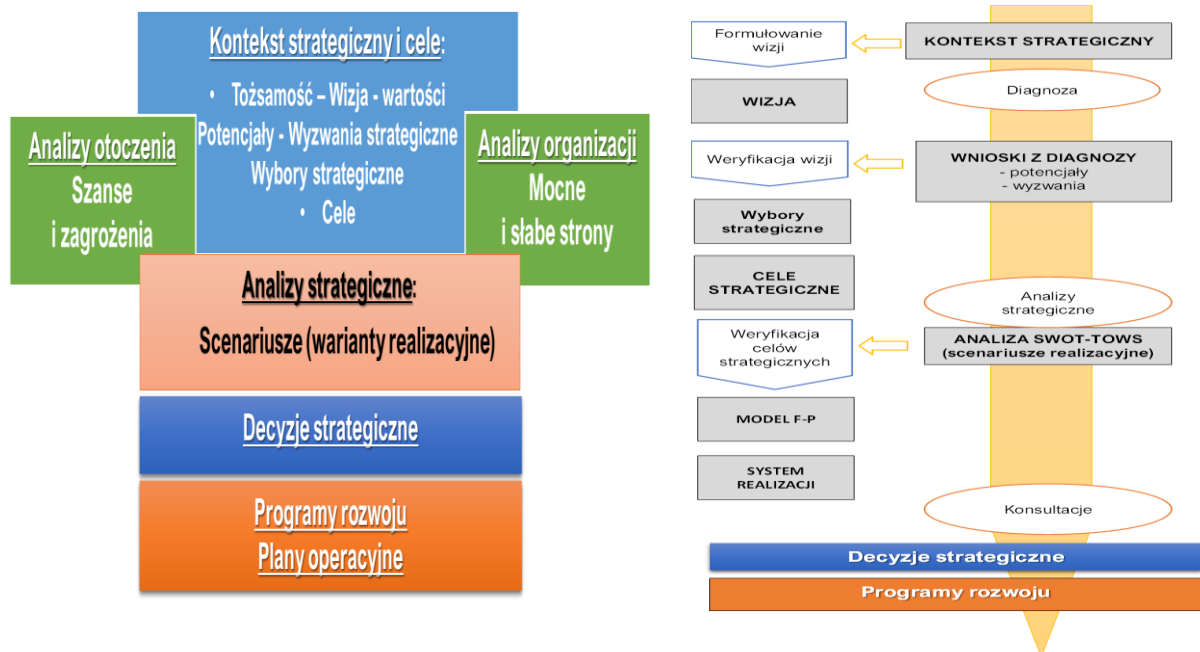 Kontekst strategiczny i cele:
• Tożsamość – Wizja - wartości
Potencjały - Wyzwania strategiczne
Wybory strategiczne
• Cele
Analizy otoczenia
Szanse
i zagrożenia
Analizy organizacji
Mocne
i słabe strony
Analizy strategiczne:
Scenariusze (warianty realizacyjne)
Decyzje strategiczne
Programy rozwoju
Plany operacyjne
Formułowanie
wizji
KONTEKST STRATEGICZNY
Diagnoza
WIZJA
Weryfikacja wizji
WNIOSKI Z DIAGNOZY
- potencjały
- wyzwania
Wybory
strategiczne
CELE
STRATEGICZNE
Analizy
strategiczne
Weryfikacja
celów
strategicznych
ANALIZA SWOT-TOWS
(scenariusze realizacyjne)
MODEL F-P
SYSTEM
REALIZACJI
Konsultacje
Decyzje strategiczne
Programy rozwoju